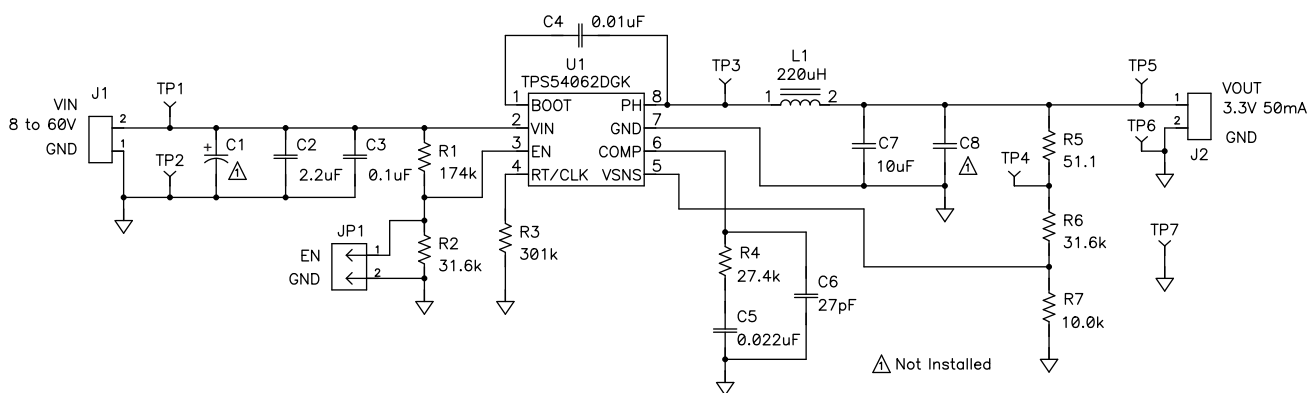 C4
0.01uF
U1
TPS54062DGK
1
BOOT
PH
8
2
VIN
GND
7
3
EN
COMP
6
4
RT/CLK
VSNS
5
J1
VIN
8 to 60V
GND
2
1
TP1
TP2
+
C1
1
C2
2.2uF
C3
0.1uF
R1
174k
JP1
EN
GND
1
2
R2
31.6k
R3
301k
TP3
L1
220uH
1
2
C7
10uF
C8
1
TP4
R5
51.1
R6
31.6k
R7
10.0k
TP5
TP6
1
2
VOUT
3.3V 50mA
GND
J2
TP7
R4
27.4k
C5
0.022uF
C6
27pF
1 Not Installed